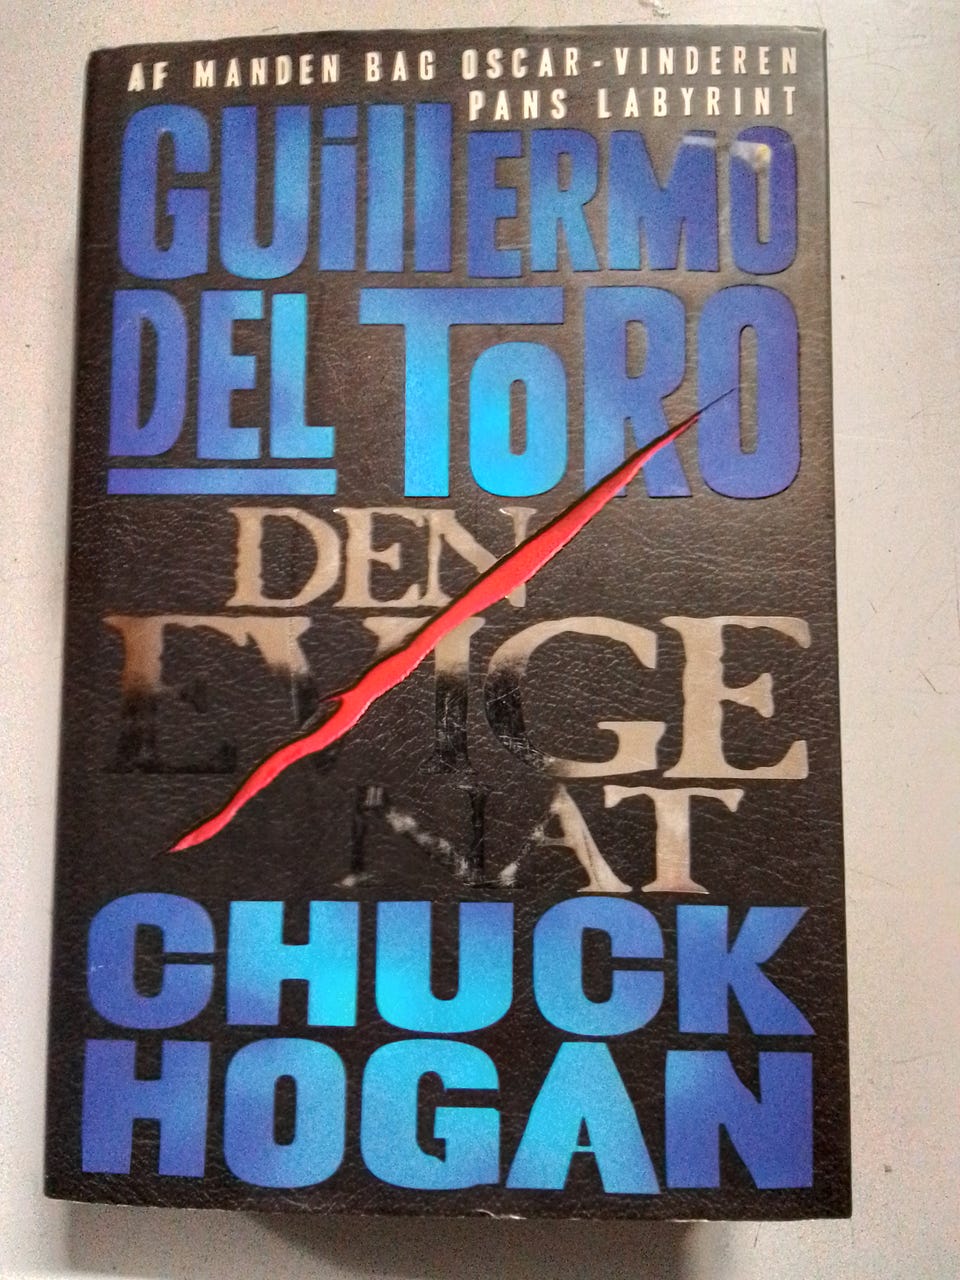 AF MANDEN BAG OSCAR-VINDEREN
PANS LABYRINT
GUillERMO
DEL TORO
DEN
EVIGE
NAT
CHUCK
HOGAN